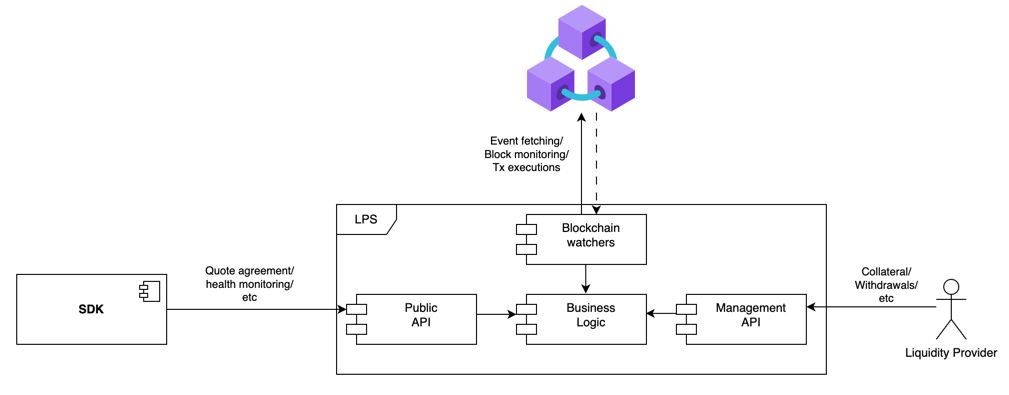 Event fetching/
Block monitoring/
Tx executions
LPS
Blockchain
watchers
Quote agreement/
health monitoring/
etc
SDK
Public
API
Business
Logic
Management
API
Collateral/
Withdrawals/
etc
Liquidity Provider